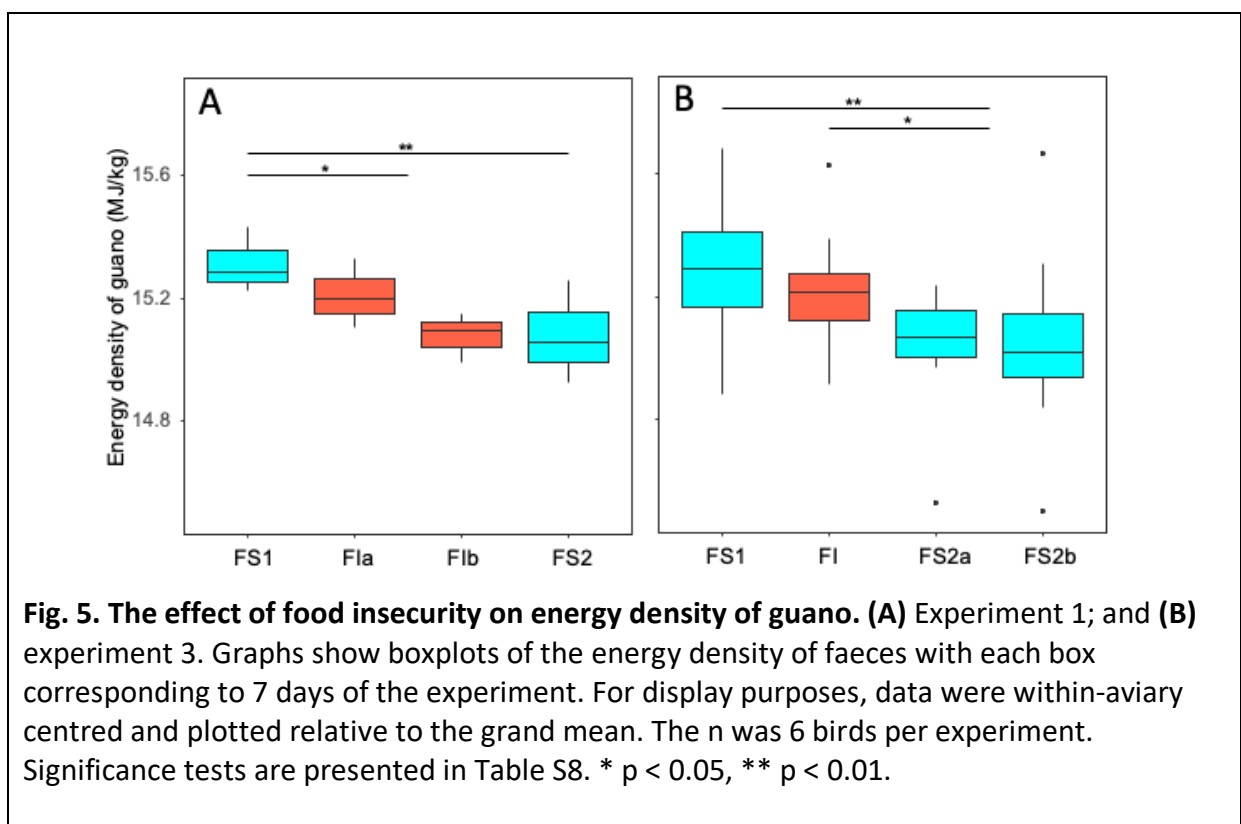 A
B
**
*
**
*
Energy density of guano (MJ/kg)
15.6
15.2
14.8
FS1 FIa FIb FS2
FS1 FI FS2a FS2b
Fig. 5. The effect of food insecurity on energy density of guano. (A) Experiment 1; and (B)
experiment 3. Graphs show boxplots of the energy density of faeces with each box
corresponding to 7 days of the experiment. For display purposes, data were within-aviary
centred and plotted relative to the grand mean. The n was 6 birds per experiment.
Significance tests are presented in Table S8. * p < 0.05, ** p < 0.01.